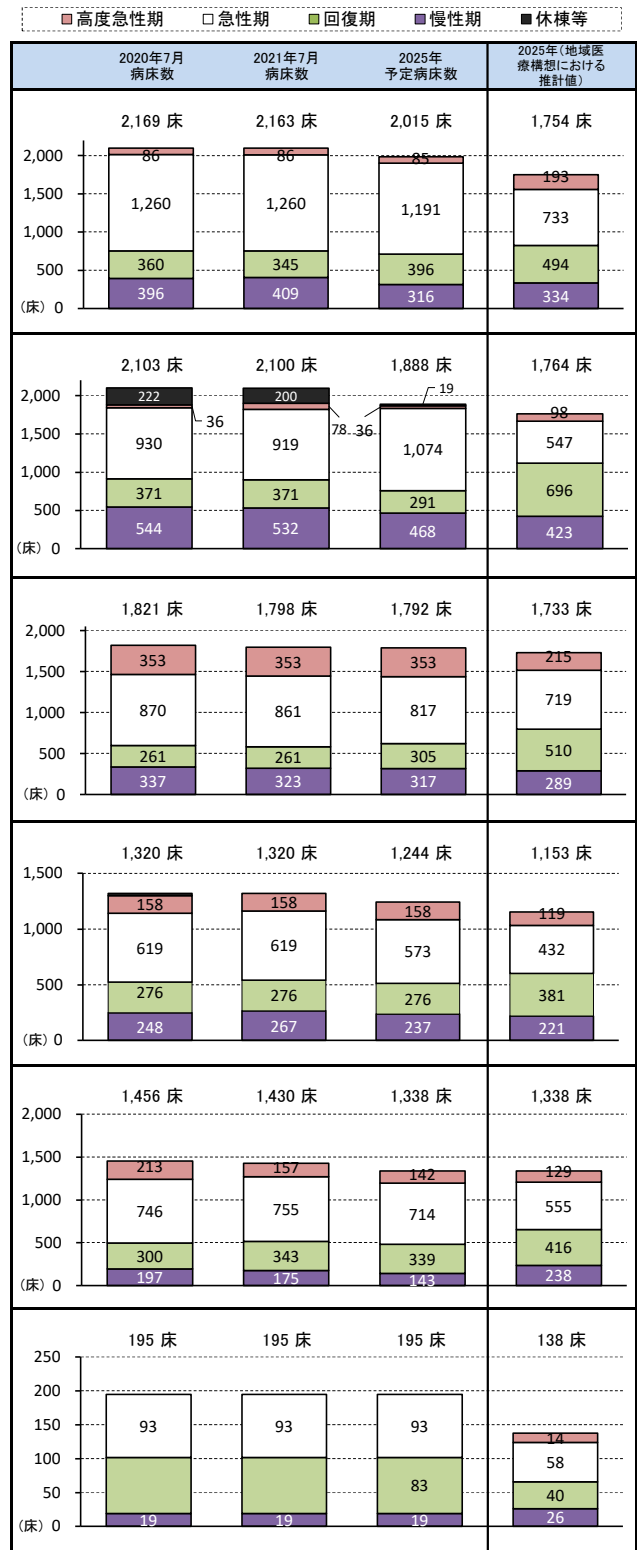 高度急性期 急性期 回復期 慢性期 休棟等
2020年7月 病床数
2021年7月 病床数
2025年 予定病床数
2025年（地域医療構想における推計値）
2,169 床 2,163 床 2,015 床 1,754 床
2,000
86 86 85 193
1,500
1,260 1,260 1,191 733
1,000
360 345 396 494
500
396 409 316 334
(床) 0
2,103 床 2,100 床 1,888 床 1,764 床
19
2,000
222 200 98
36 78 36
1,500
930 919 1,074 547
1,000
371 371 291 696
500
544 532 468 423
(床) 0
1,821 床 1,798 床 1,792 床 1,733 床
2,000
353 353 353 215
1,500
870 861 817 719
1,000
261 261 305 510
500
337 323 317 289
(床) 0
1,320 床 1,320 床 1,244 床 1,153 床
1,500
158 158 158 119
1,000
619 619 573 432
500
276 276 276 381
248 267 237 221
(床) 0
1,456 床 1,430 床 1,338 床 1,338 床
2,000
1,500
213 157 142 129
1,000
746 755 714 555
500
300 343 339 416
197 175 143 238
(床) 0
195 床 195 床 195 床 138 床
250
200
150
93 93 93 14
100
58
50
83 40
19 19 19 26
(床) 0